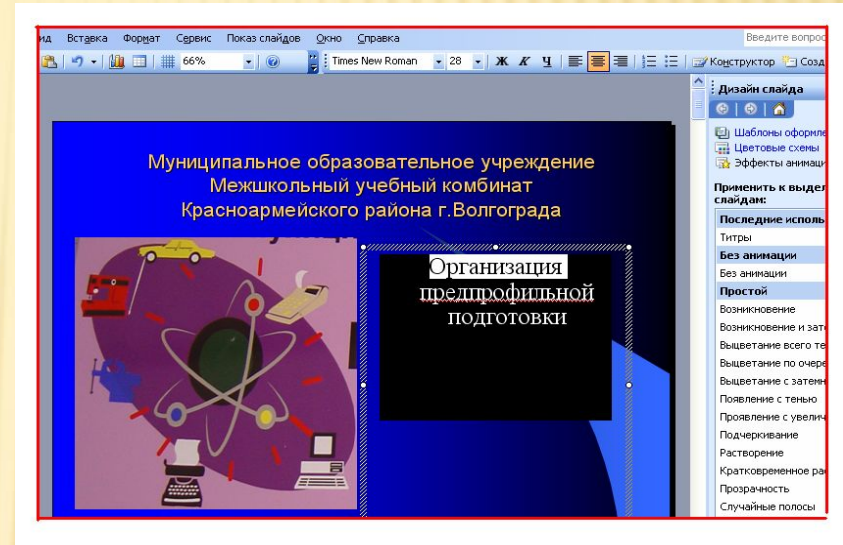 ид Вставка Формат Сервис Показ слайдов Окно Справка
Введите вопрос
66% Times New Roman 28 Ж К Ч Конструктор Созд
Дизайн слайда
Шаблоны оформле
Цветовые схемы
Эффекты анимаци
Применить к выдел
слайдам:
Последние исполь
Титры
Без анимации
Без анимации
Простой
Возникновение
Возникновение и зате
Выцветание всего те
Выцветание по очере
Выцветание с затемн
Появление с тенью
Проявление с увелич
Подчеркивание
Растворение
Кратковременное ра
Прозрачность
Случайные полосы
Муниципальное образовательное учреждение
Межшкольный учебный комбинат
Красноармейского района г.Волгограда
Организация
предпрофильной
подготовки